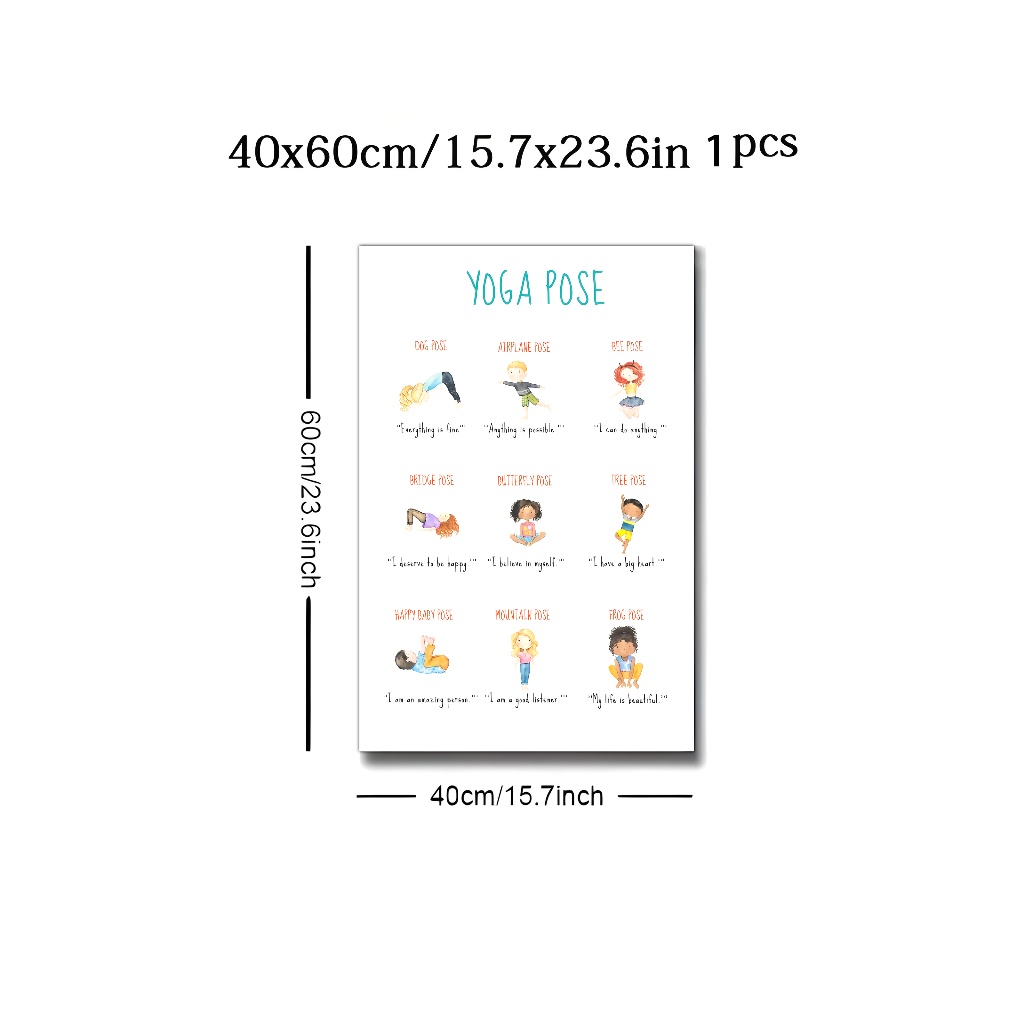 40x60cm/15.7x23.6in 1pcs
YOGA POSE
DOG POSE AIRPLANE POSE BEE POSE
"Everything is fine" "Anything is possible "" "I can do anything ""
BRIDGE POSE BUTTERFLY POSE TREE POSE
"I deserve to be happy "" "I believe in myself." "I have a big heart ""
HAPPY BABY POSE MOUNTAIN POSE FROG POSE
"I am an amazing person." "I am a good listener "" "My life is beautiful."
60cm/23.6inch
40cm/15.7inch